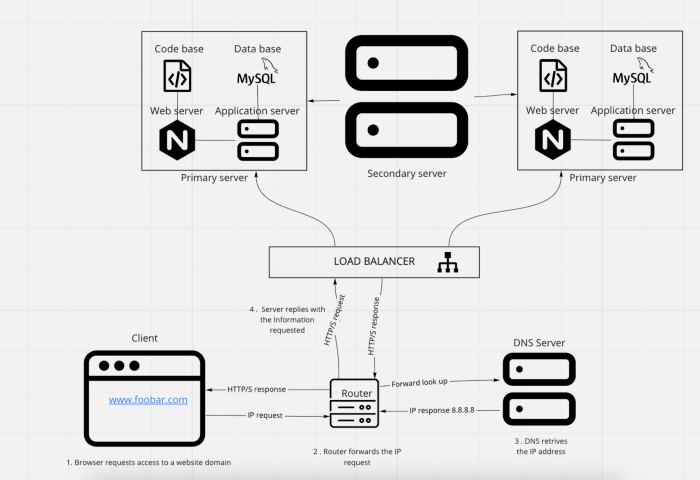 Code base
Data base
MySQL
Web server
Application server
N
Primary server
Secondary server
Code base
Data base
MySQL
Web server
Application server
N
Primary server
LOAD BALANCER
4 . Server replies with
the Information
requested
HTTP/S request
HTTP/S response
Client
www.foobar.com
HTTP/S response
IP request
Router
Forward look up
IP response 8.8.8.8
DNS Server
1. Browser requests access to a website domain
2 . Router forwards the IP
request
3 . DNS retrives
the IP address